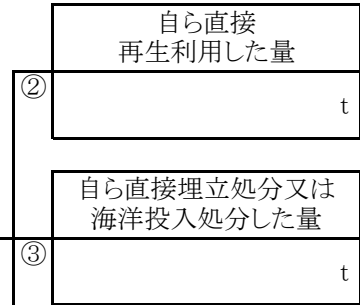 自ら直接
再生利用した量
②
t
自ら直接埋立処分又は
海洋投入処分した量
③
t